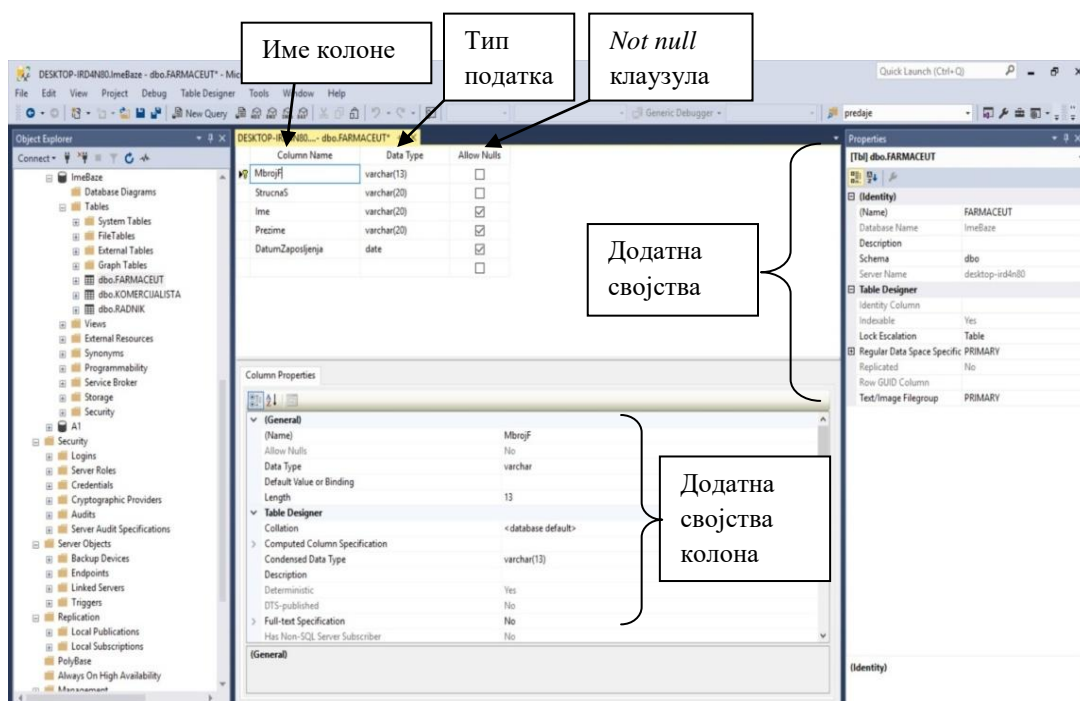 Име колоне
Тип
податка
Not null
клаузула
DESKTOP-IRD4N80.ImeBaze - dbo.FARMACEUT* - Mic
Quick Launch (Ctrl+Q)
File Edit View Project Debug Table Designer Tools Window Help
New Query
Generic Debugger
predaje
Object Explorer
Connect
ImeBaze
Database Diagrams
Tables
System Tables
FileTables
External Tables
Graph Tables
dbo.FARMACEUT
dbo.KOMERCIJALISTA
dbo.RADNIK
Views
External Resources
Synonyms
Programmability
Service Broker
Storage
Security
A1
Security
Logins
Server Roles
Credentials
Cryptographic Providers
Audits
Server Audit Specifications
Server Objects
Backup Devices
Endpoints
Linked Servers
Triggers
Replication
Local Publications
Local Subscriptions
PolyBase
Always On High Availability
Management
dbo.FARMACEUT*
Column Name Data Type Allow Nulls
MbrojF varchar(13)
StrucnaS varchar(20)
Ime varchar(20)
Prezime varchar(20)
DatumZaposljenja date
Додатна
својства
Column Properties
(General)
(Name) MbrojF
Allow Nulls No
Data Type varchar
Default Value or Binding
Length 13
Table Designer
Collation <database default>
Computed Column Specification
Condensed Data Type varchar(13)
Description
Deterministic Yes
DTS-published No
Full-text Specification No
Has Non-SQL Server Subscriber No
(General)
Додатна
својства
колона
Properties
[Tbl] dbo.FARMACEUT
(Identity)
(Name) FARMACEUT
Database Name ImeBaze
Description
Schema dbo
Server Name desktop-ird4n80
Table Designer
Identity Column
Indexable Yes
Lock Escalation Table
Regular Data Space Specific PRIMARY
Replicated No
Row GUID Column
Text/Image Filegroup PRIMARY
(Identity)